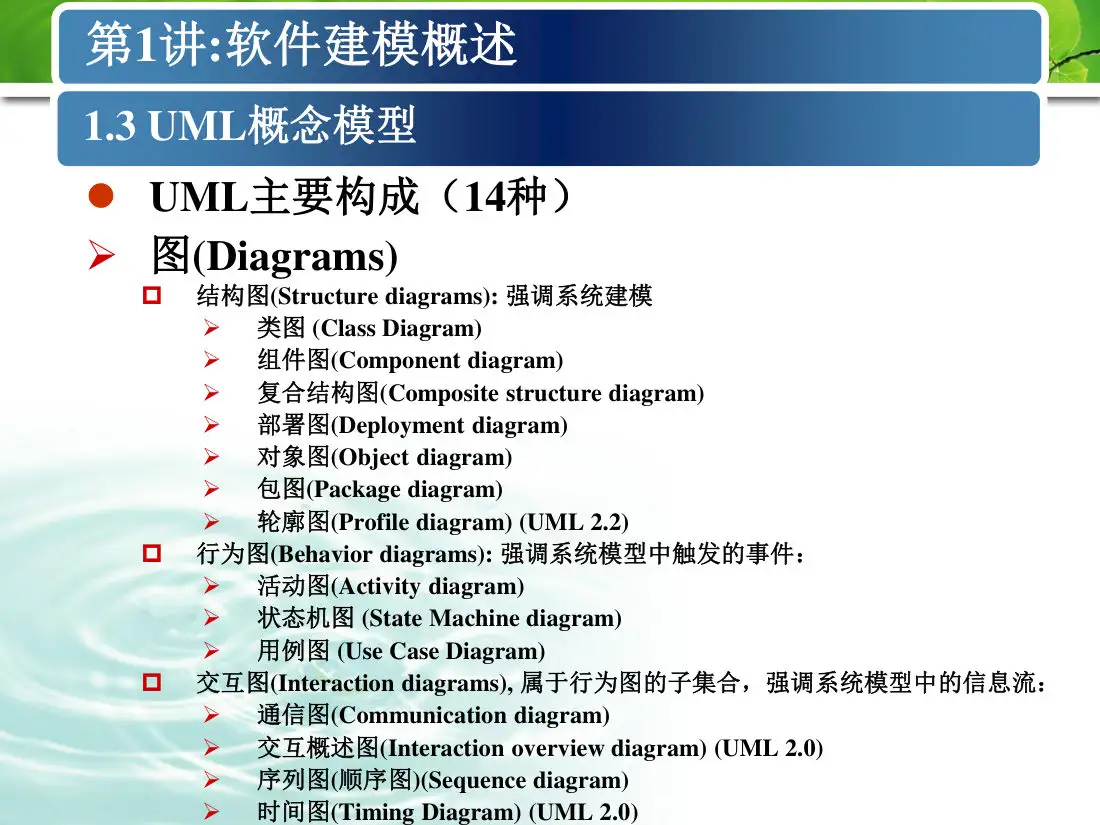 第1讲:软件建模概述
1.3 UML概念模型
UML主要构成（14种）
图(Diagrams)
结构图(Structure diagrams): 强调系统建模
类图 (Class Diagram)
组件图(Component diagram)
复合结构图(Composite structure diagram)
部署图(Deployment diagram)
对象图(Object diagram)
包图(Package diagram)
轮廓图(Profile diagram) (UML 2.2)
行为图(Behavior diagrams): 强调系统模型中触发的事件：
活动图(Activity diagram)
状态机图 (State Machine diagram)
用例图 (Use Case Diagram)
交互图(Interaction diagrams), 属于行为图的子集合，强调系统模型中的信息流：
通信图(Communication diagram)
交互概述图(Interaction overview diagram) (UML 2.0)
序列图(顺序图)(Sequence diagram)
时间图(Timing Diagram) (UML 2.0)